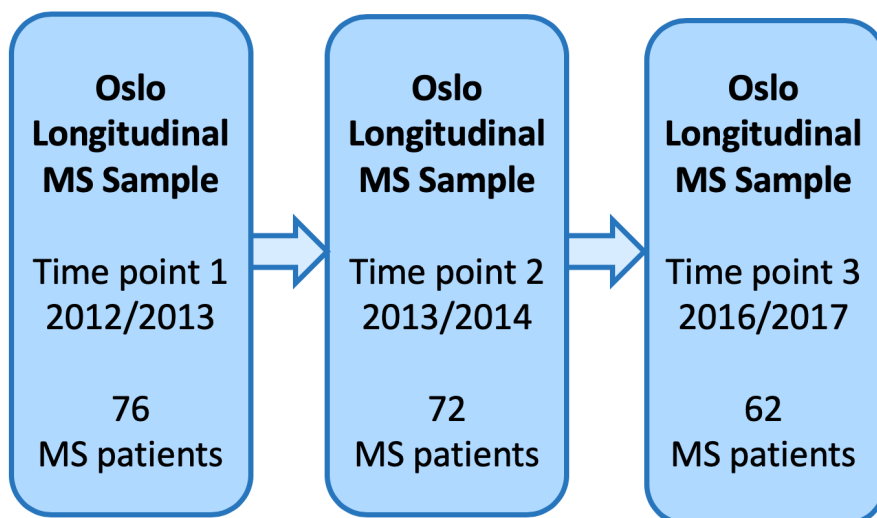 Oslo
Longitudinal
MS Sample
Time point 1
2012/2013
76
MS patients
Oslo
Longitudinal
MS Sample
Time point 2
2013/2014
72
MS patients
Oslo
Longitudinal
MS Sample
Time point 3
2016/2017
62
MS patients